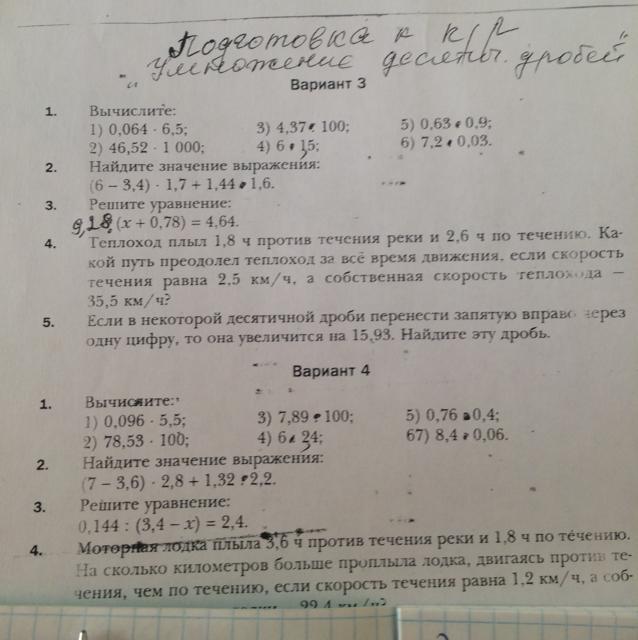 Подготовка к к/р
"Умножение десятич. дробей"
Вариант 3
1. Вычислите:
1) 0,064 · 6,5; 3) 4,37 · 100; 5) 0,63 · 0,9;
2) 46,52 · 1 000; 4) 6 · 15; 6) 7,2 · 0,03.
2. Найдите значение выражения:
(6 − 3,4) · 1,7 + 1,44 · 1,6.
3. Решите уравнение:
9,28 : (x + 0,78) = 4,64.
4. Теплоход плыл 1,8 ч против течения реки и 2,6 ч по течению. Ка-
кой путь преодолел теплоход за всё время движения, если скорость
течения равна 2,5 км/ч, а собственная скорость теплохода —
35,5 км/ч?
5. Если в некоторой десятичной дроби перенести запятую вправо через
одну цифру, то она увеличится на 15,93. Найдите эту дробь.
Вариант 4
1. Вычислите:
1) 0,096 · 5,5; 3) 7,89 · 100; 5) 0,76 · 0,4;
2) 78,53 · 100; 4) 6 · 24; 67) 8,4 · 0,06.
2. Найдите значение выражения:
(7 − 3,6) · 2,8 + 1,32 · 2,2.
3. Решите уравнение:
0,144 : (3,4 − x) = 2,4.
4. Моторная лодка плыла 3,6 ч против течения реки и 1,8 ч по течению.
На сколько километров больше проплыла лодка, двигаясь против те-
чения, чем по течению, если скорость течения равна 1,2 км/ч, а соб-
22,4 км/ч?